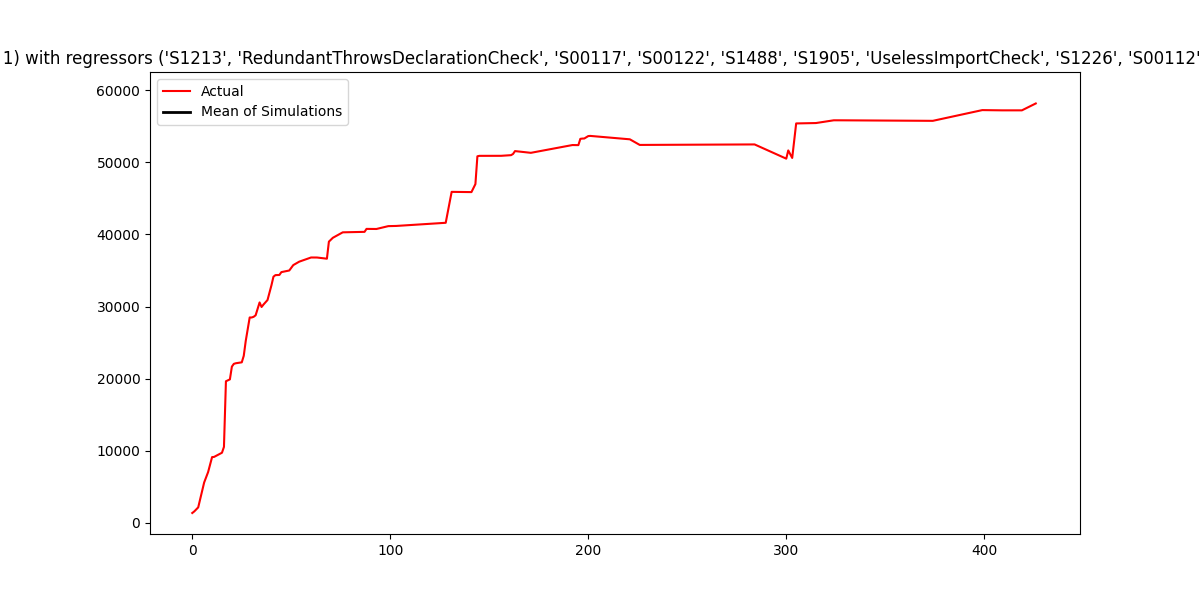 1) with regressors ('S1213', 'RedundantThrowsDeclarationCheck', 'S00117', 'S00122', 'S1488', 'S1905', 'UselessImportCheck', 'S1226', 'S00112'
Actual
Mean of Simulations
60000
50000
40000
30000
20000
10000
0
0 100 200 300 400